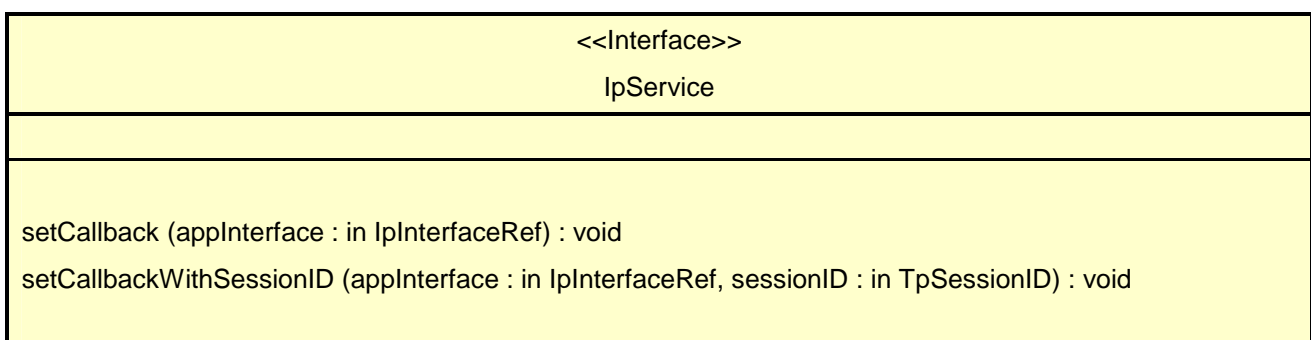 <<Interface>>
IpService
setCallback (appInterface : in IpInterfaceRef) : void
setCallbackWithSessionID (appInterface : in IpInterfaceRef, sessionID : in TpSessionID) : void